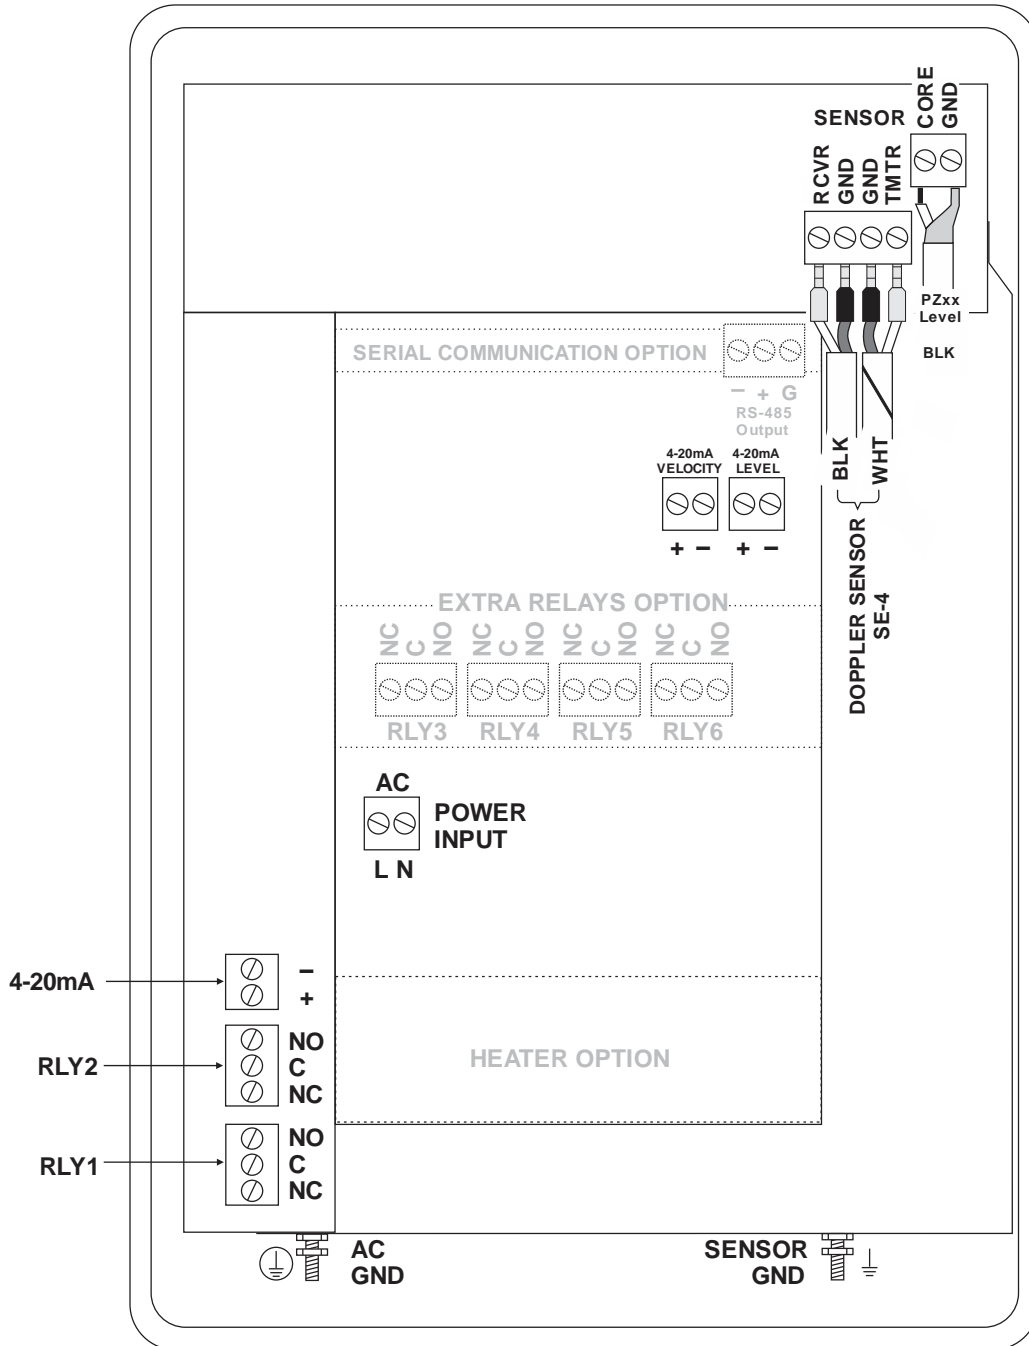 CORE
GND
SENSOR
RCVR
GND
GND
TMTR
PZxx
Level
BLK
SERIAL COMMUNICATION OPTION
− + G
RS-485
Output
4-20mA
VELOCITY
4-20mA
LEVEL
+ −
+ −
BLK
WHT
DOPPLER SENSOR
SE-4
EXTRA RELAYS OPTION
NC C NO
NC C NO
NC C NO
NC C NO
RLY3 RLY4 RLY5 RLY6
AC
POWER
INPUT
L N
4-20mA
−
+
RLY2
NO
C
NC
HEATER OPTION
RLY1
NO
C
NC
AC
GND
SENSOR
GND